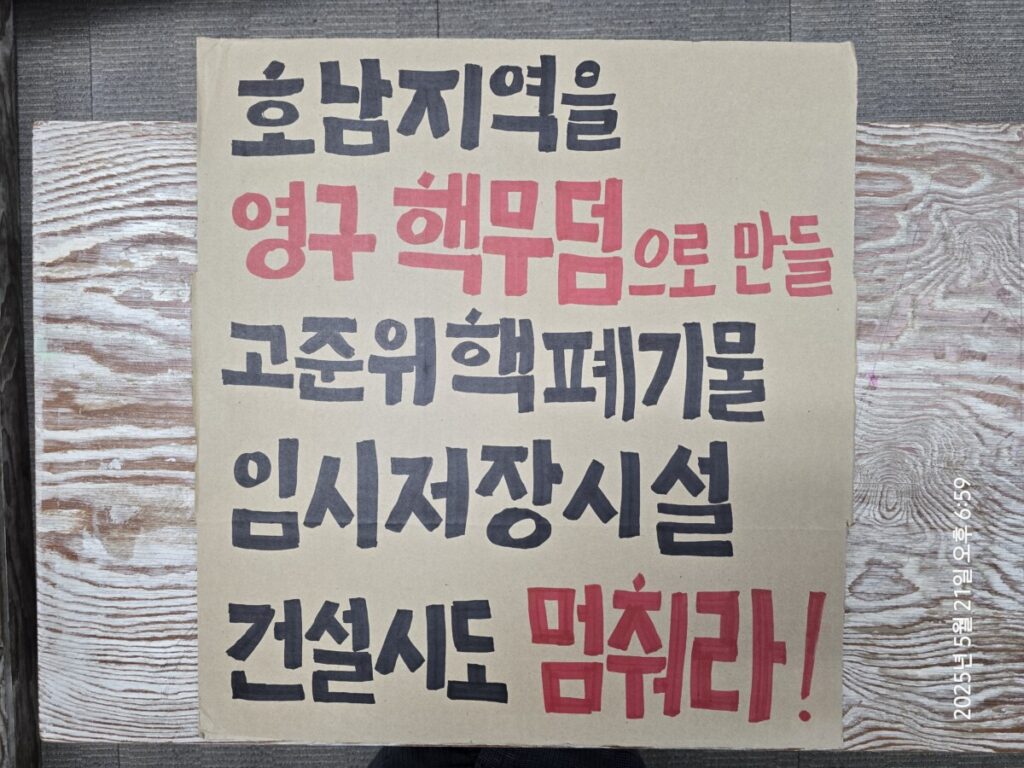 호남지역을
영구 핵무덤으로 만들
고준위 핵폐기물
임시저장시설
건설시도 멈춰라!
2025년 5월 21일 오후 6:59